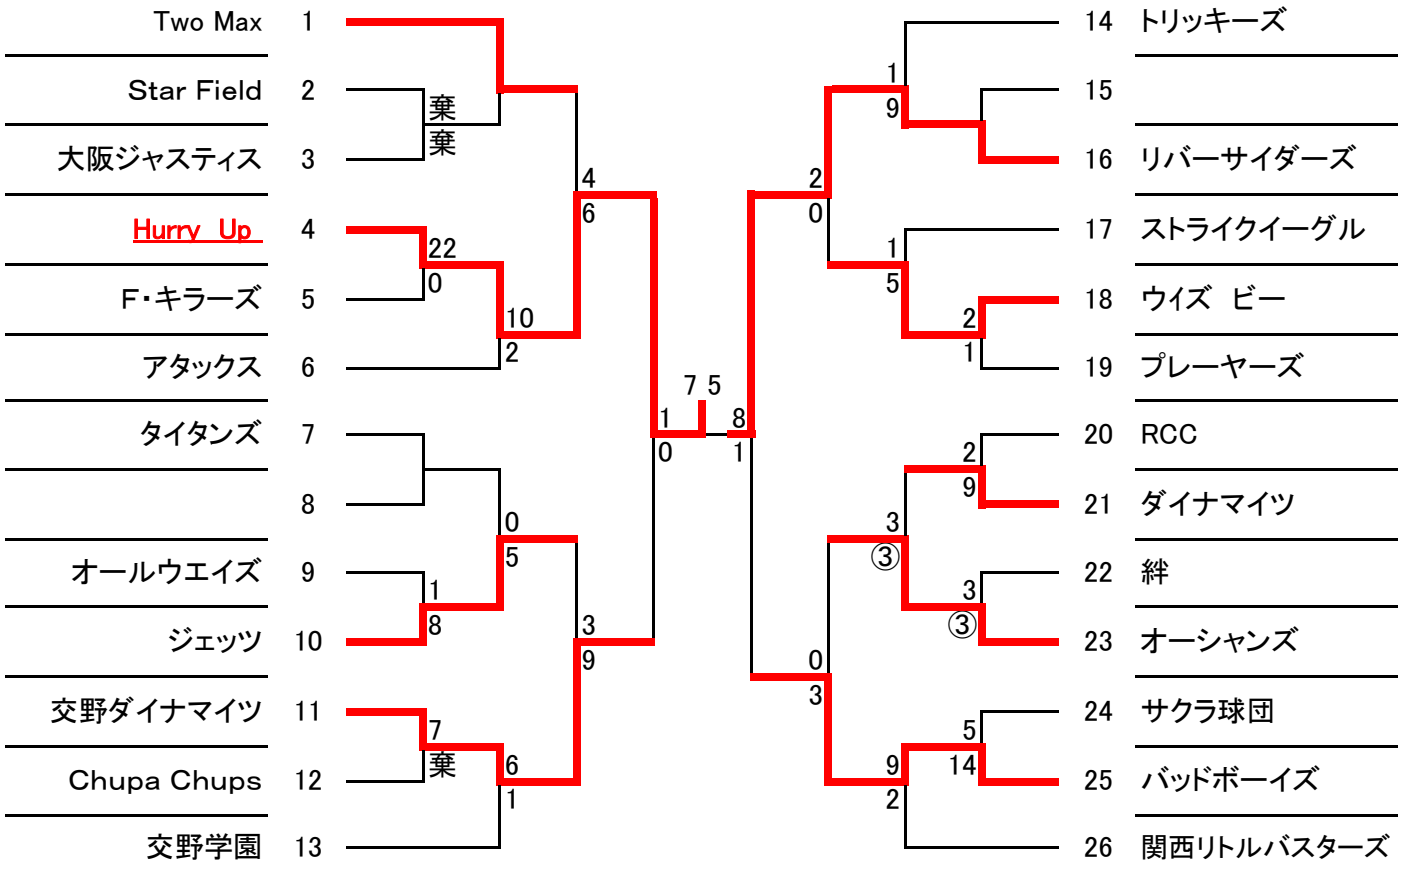 Two Max 1
Star Field 2
大阪ジャスティス 3
Hurry Up 4
F・キラーズ 5
アタックス 6
タイタンズ 7
8
オールウエイズ 9
ジェッツ 10
交野ダイナマイツ 11
Chupa Chups 12
交野学園 13
棄
棄
22
0
10
2
4
6
1
8
0
5
7
棄
6
1
3
9
1
0
7 5
8
1
2
0
1
9
1
5
2
1
2
9
3
③
3
③
0
3
5
14
9
2
14 トリッキーズ
15
16 リバーサイダーズ
17 ストライクイーグル
18 ウイズ ビー
19 プレーヤーズ
20 RCC
21 ダイナマイツ
22 絆
23 オーシャンズ
24 サクラ球団
25 バッドボーイズ
26 関西リトルバスターズ